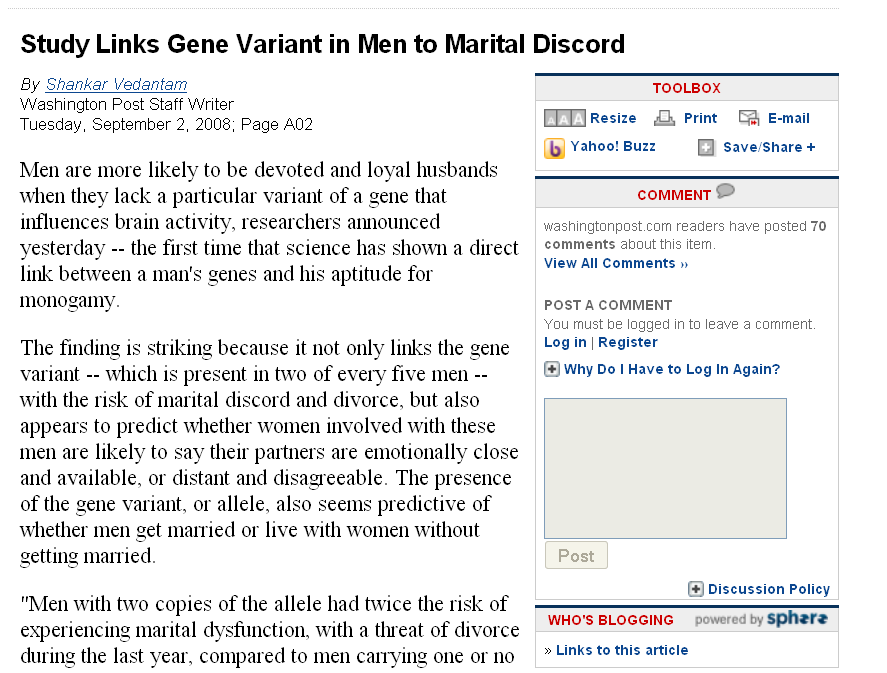 Study Links Gene Variant in Men to Marital Discord
By Shankar Vedantam
Washington Post Staff Writer
Tuesday, September 2, 2008; Page A02
Men are more likely to be devoted and loyal husbands
when they lack a particular variant of a gene that
influences brain activity, researchers announced
yesterday -- the first time that science has shown a direct
link between a man's genes and his aptitude for
monogamy.
The finding is striking because it not only links the gene
variant -- which is present in two of every five men --
with the risk of marital discord and divorce, but also
appears to predict whether women involved with these
men are likely to say their partners are emotionally close
and available, or distant and disagreeable. The presence
of the gene variant, or allele, also seems predictive of
whether men get married or live with women without
getting married.
"Men with two copies of the allele had twice the risk of
experiencing marital dysfunction, with a threat of divorce
during the last year, compared to men carrying one or no
TOOLBOX
AAA Resize Print E-mail
Yahoo! Buzz Save/Share +
COMMENT
washingtonpost.com readers have posted 70
comments about this item.
View All Comments »
POST A COMMENT
You must be logged in to leave a comment.
Log in | Register
Why Do I Have to Log In Again?
Post
Discussion Policy
WHO'S BLOGGING powered by sphere
» Links to this article